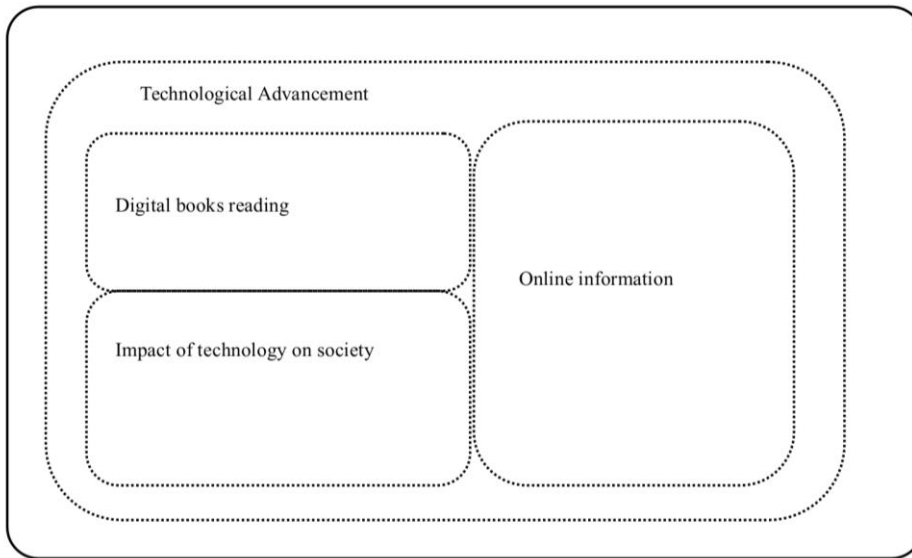 Technological Advancement
Digital books reading
Online information
Impact of technology on society